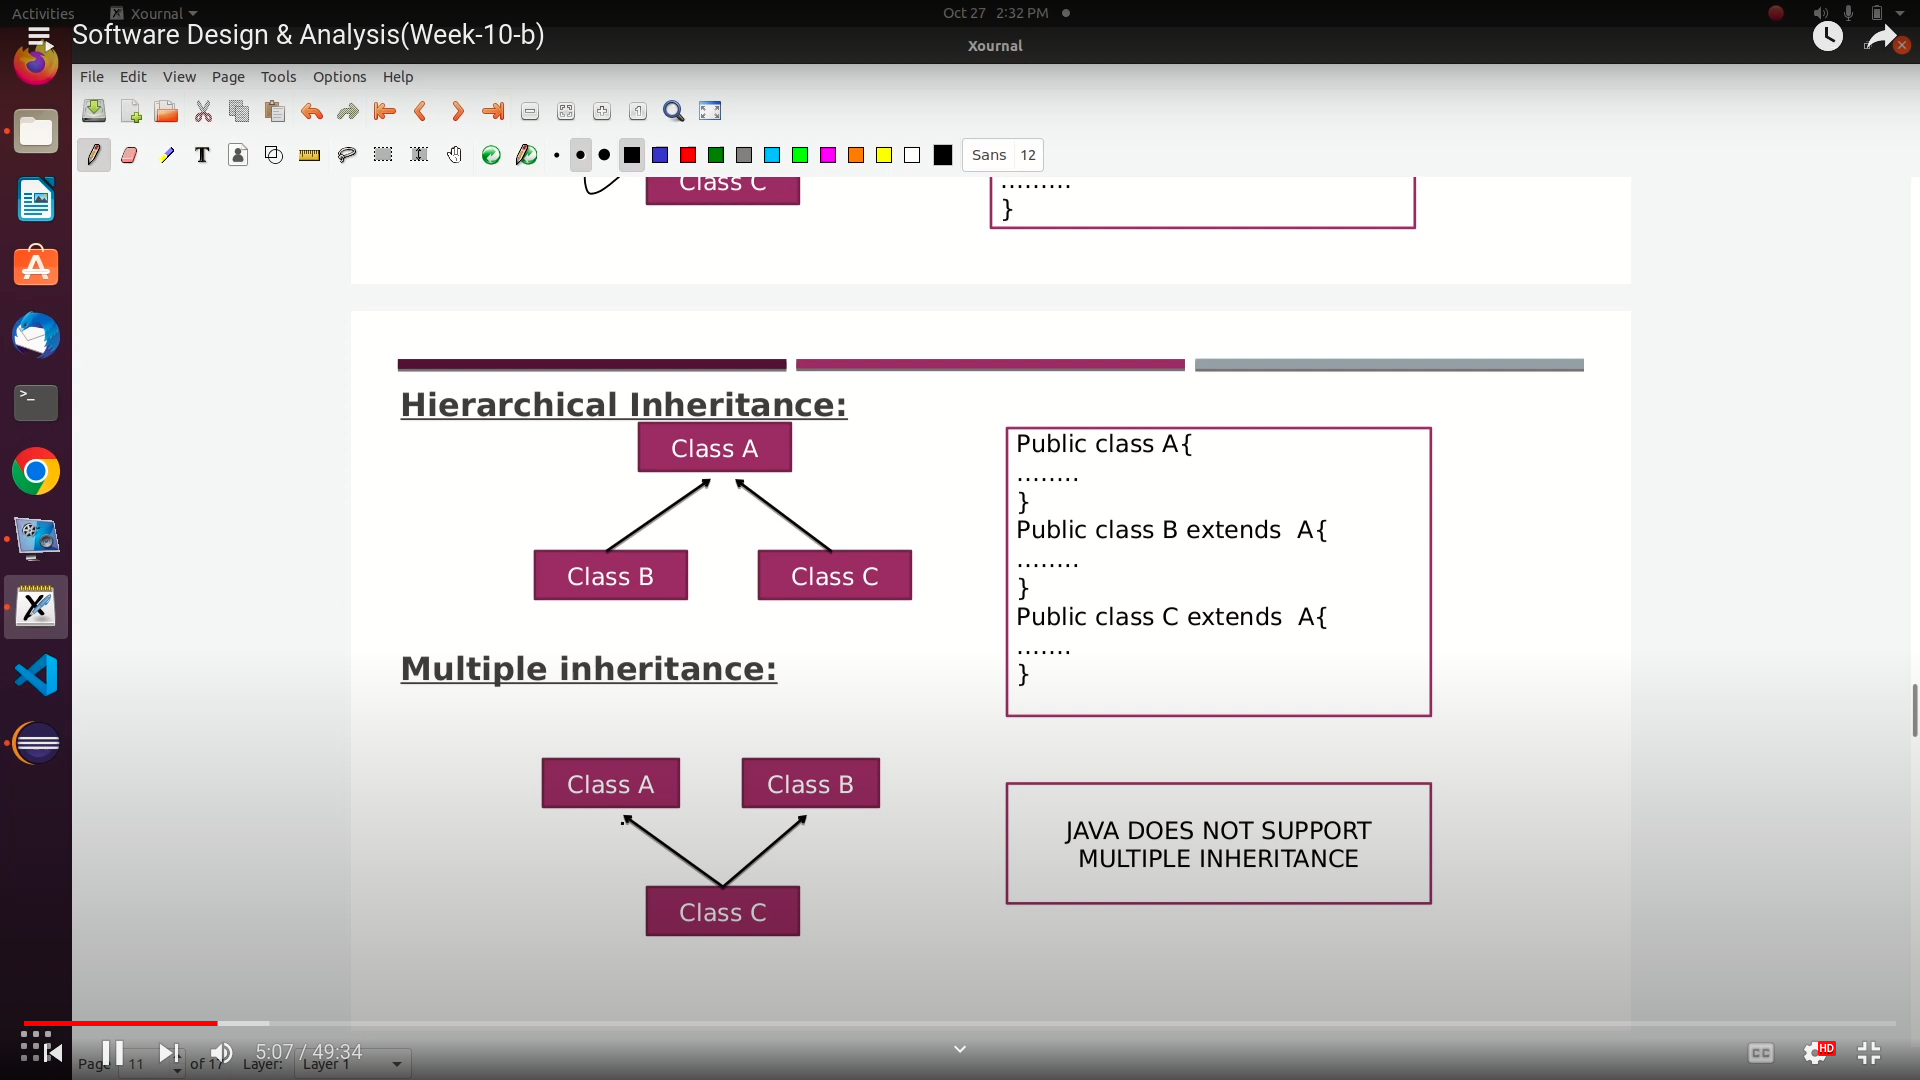 Activities
Xournal
Oct 27 2:32 PM
Software Design & Analysis(Week-10-b)
Xournal
File Edit View Page Tools Options Help
T
Sans 12
Class C
.........
}
Hierarchical Inheritance:
Class A
Class B
Class C
Public class A{
........
}
Public class B extends A{
........
}
Public class C extends A{
.......
}
Multiple inheritance:
Class A
Class B
Class C
JAVA DOES NOT SUPPORT
MULTIPLE INHERITANCE
5:07 / 49:34
CC
HD
Page 11 of 17 Layer: Layer 1